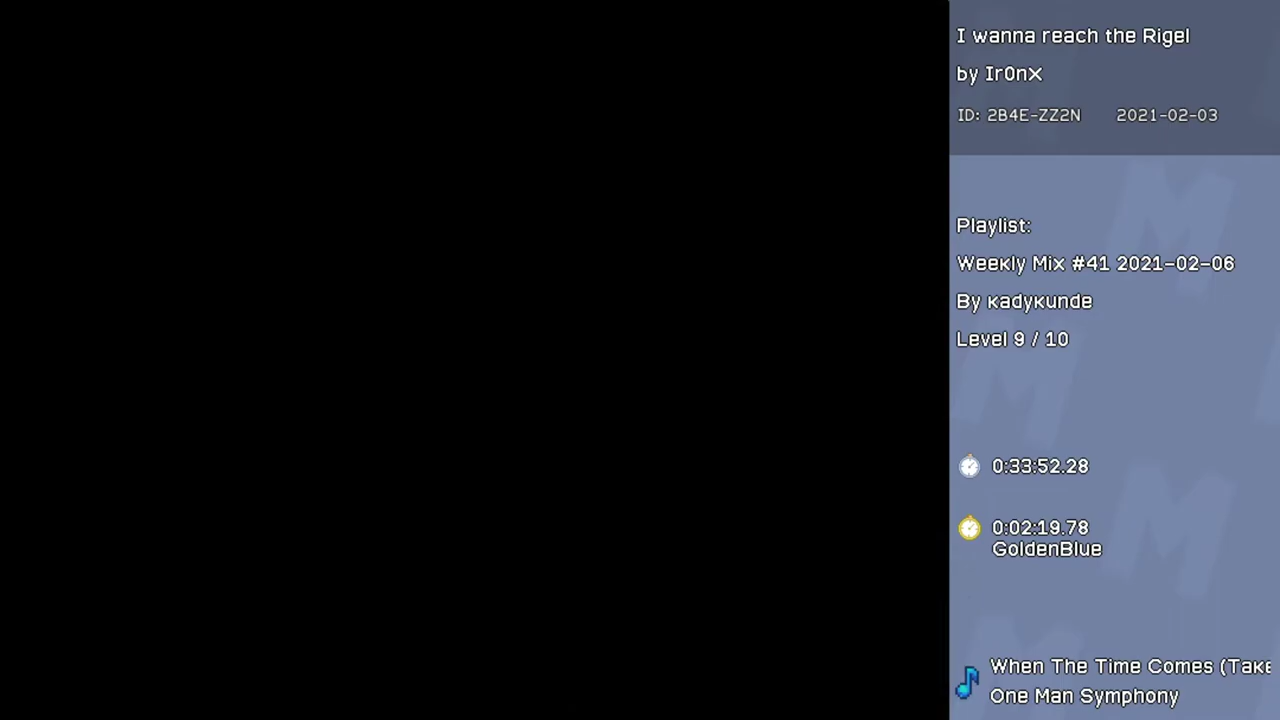 I wanna reach the Rigel
by Ir0nX
ID: 2B4E-ZZ2N 2021-02-03
Playlist:
Weekly Mix #41 2021-02-06
By kadykunde
Level 9 / 10
0:33:52.28
0:02:19.78
GoldenBlue
When The Time Comes (Take
One Man Symphony